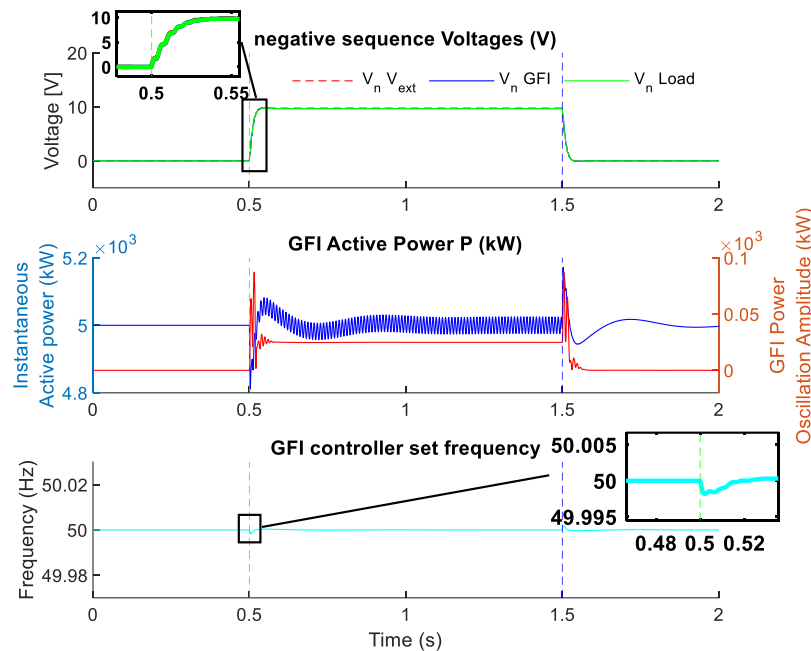 negative sequence Voltages (V)
10
5
0
0.5 0.55
V_n V_ext V_n GFI V_n Load
Voltage [V]
20
10
0
0 0.5 1 1.5 2
GFI Active Power P (kW)
×10^3
5.2
5
4.8
Instantaneous
Active power (kW)
×10^3
0.1
0.05
0
GFI Power
Oscillation Amplitude (kW)
0 0.5 1 1.5 2
GFI controller set frequency
50.005
50
49.995
0.48 0.5 0.52
Frequency (Hz)
50.02
50
49.98
0 0.5 1 1.5 2
Time (s)